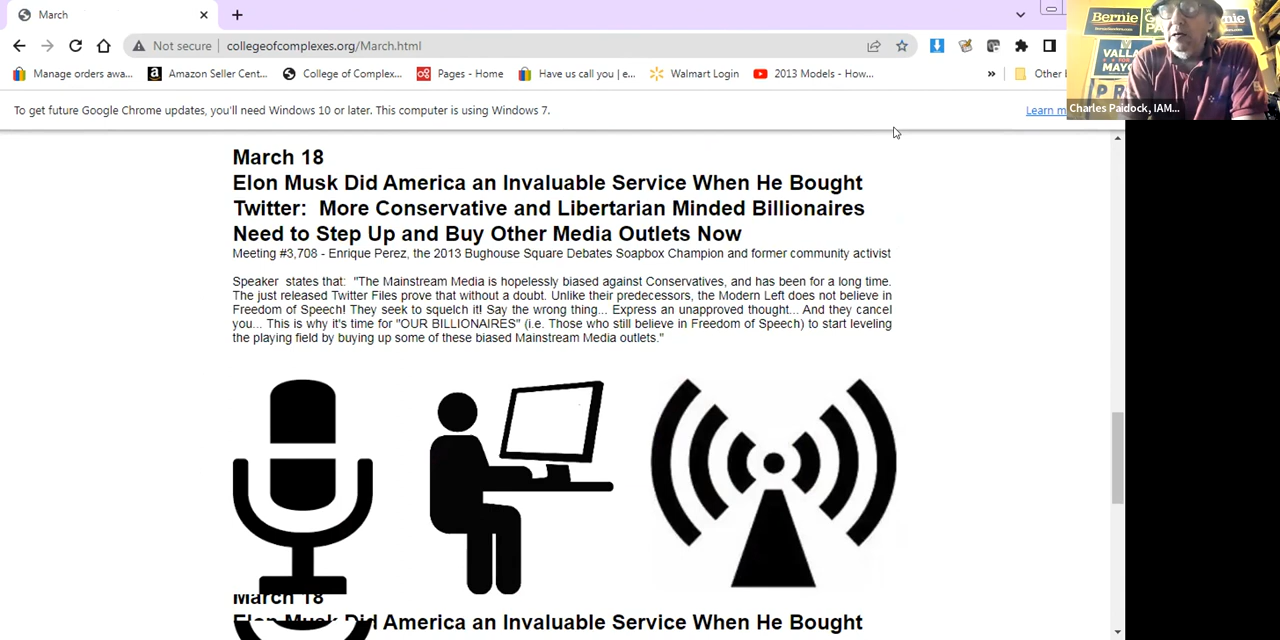 March
Not secure
collegeofcomplexes.org/March.html
Manage orders awa...
Amazon Seller Cent...
College of Complex...
Pages - Home
Have us call you | e...
Walmart Login
2013 Models - How...
»
Other
To get future Google Chrome updates, you'll need Windows 10 or later. This computer is using Windows 7.
Learn m
Bernie
nie
VALLA
MAYO
Charles Paidock, IAM...
March 18
Elon Musk Did America an Invaluable Service When He Bought
Twitter: More Conservative and Libertarian Minded Billionaires
Need to Step Up and Buy Other Media Outlets Now
Meeting #3,708 - Enrique Perez, the 2013 Bughouse Square Debates Soapbox Champion and former community activist
Speaker states that: "The Mainstream Media is hopelessly biased against Conservatives, and has been for a long time.
The just released Twitter Files prove that without a doubt. Unlike their predecessors, the Modern Left does not believe in
Freedom of Speech! They seek to squelch it! Say the wrong thing... Express an unapproved thought... And they cancel
you... This is why it's time for "OUR BILLIONAIRES" (i.e. Those who still believe in Freedom of Speech) to start leveling
the playing field by buying up some of these biased Mainstream Media outlets."
March 18
Elon Musk Did America an Invaluable Service When He Bought